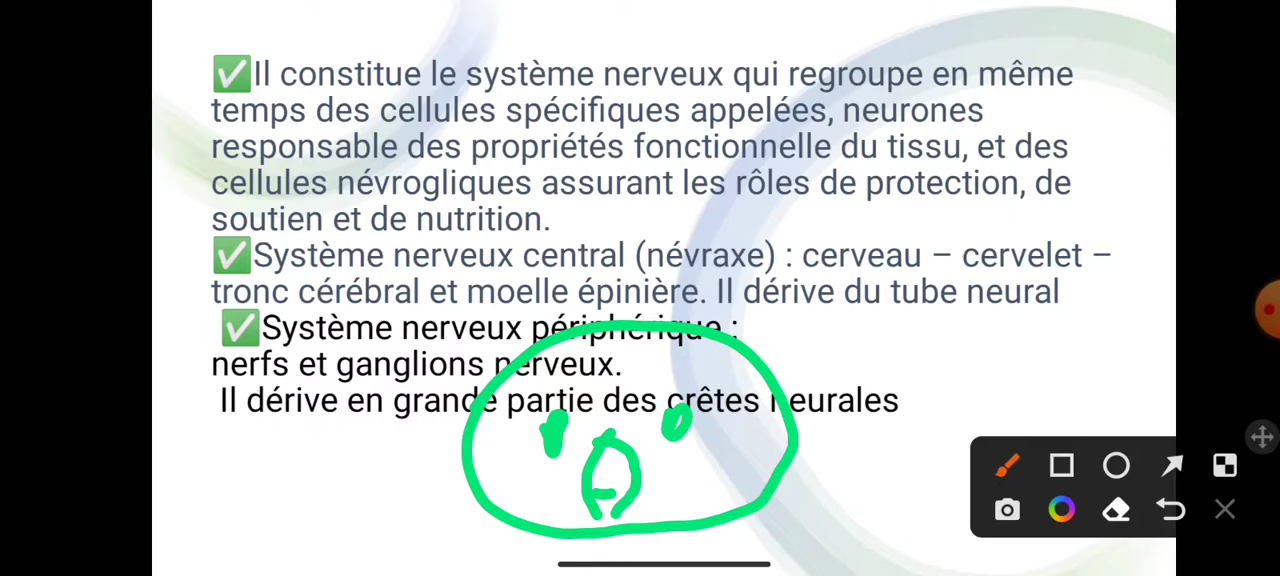 ✅Il constitue le système nerveux qui regroupe en même
temps des cellules spécifiques appelées, neurones
responsable des propriétés fonctionnelle du tissu, et des
cellules névrogliques assurant les rôles de protection, de
soutien et de nutrition.
✅Système nerveux central (névraxe) : cerveau – cervelet –
tronc cérébral et moelle épinière. Il dérive du tube neural
✅Système nerveux périphérique :
nerfs et ganglions nerveux.
Il dérive en grande partie des crêtes neurales